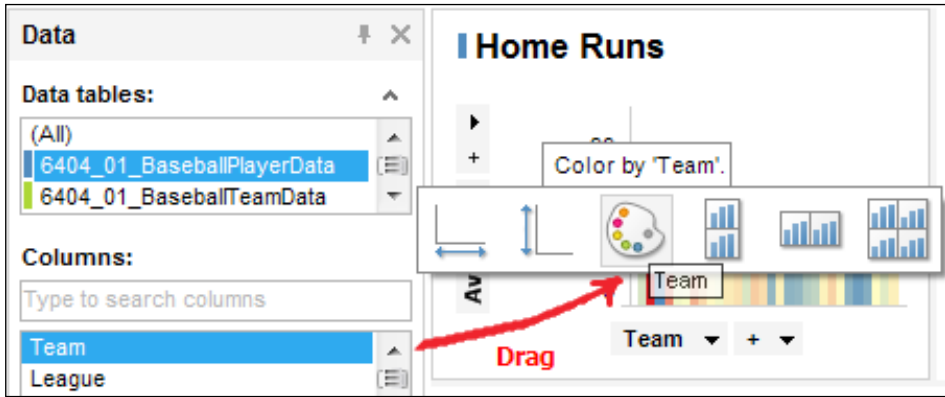 Data
Data tables:
(All)
6404_01_BaseballPlayerData
6404_01_BaseballTeamData
Columns:
Type to search columns
Team
League
Home Runs
+
Color by 'Team'.
Team
Av
Team
+
Drag